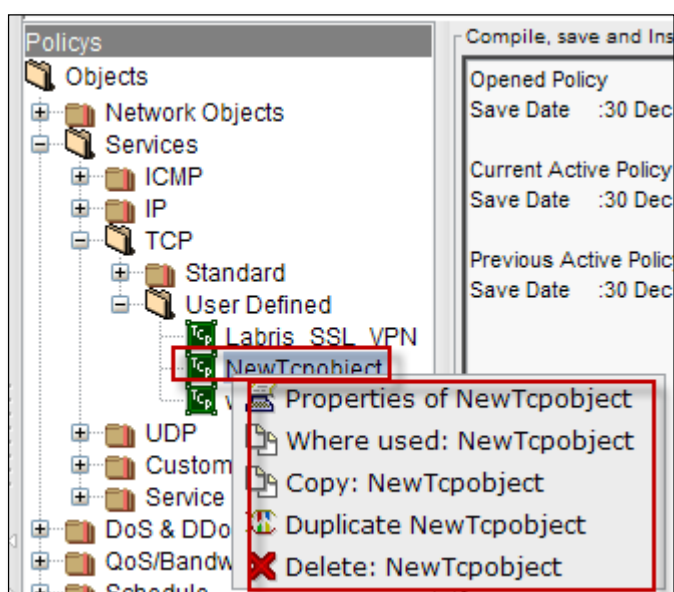 Policys
Objects
Network Objects
Services
ICMP
IP
TCP
Standard
User Defined
Labris_SSL_VPN
NewTcpobject
UDP
Custom
Service
DoS & DDo
QoS/Bandw
Schedule
Properties of NewTcpobject
Where used: NewTcpobject
Copy: NewTcpobject
Duplicate NewTcpobject
Delete: NewTcpobject
Compile, save and Ins
Opened Policy
Save Date :30 Dec
Current Active Policy
Save Date :30 Dec
Previous Active Polic
Save Date :30 Dec